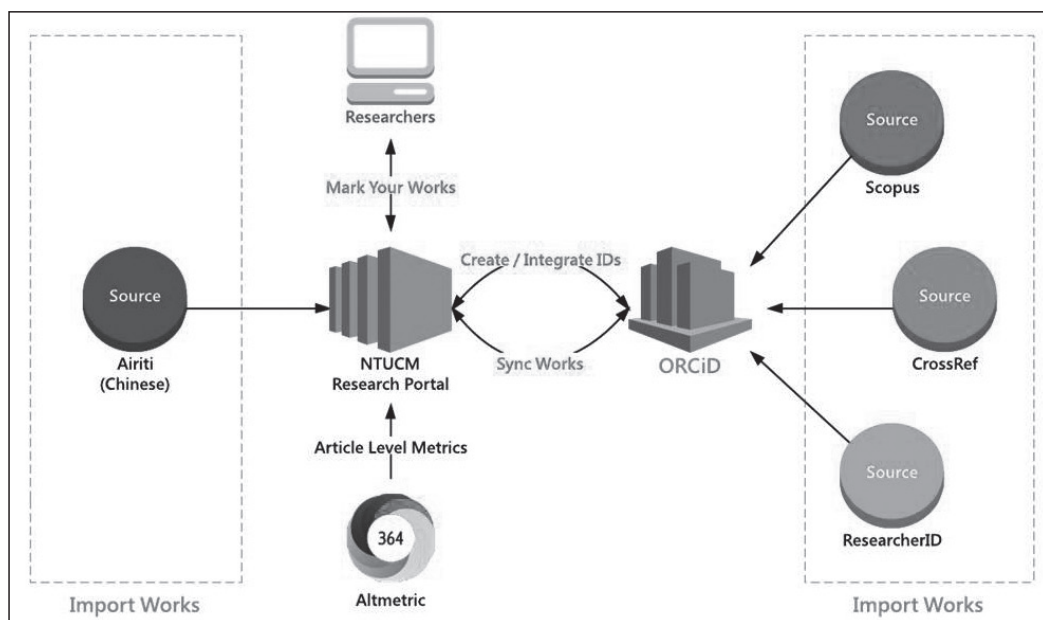 Researchers
Mark Your Works
Source
Airiti
(Chinese)
NTUCM
Research Portal
Create / Integrate IDs
Sync Works
ORCiD
Article Level Metrics
364
Altmetric
Source
Scopus
Source
CrossRef
Source
ResearcherID
Import Works
Import Works